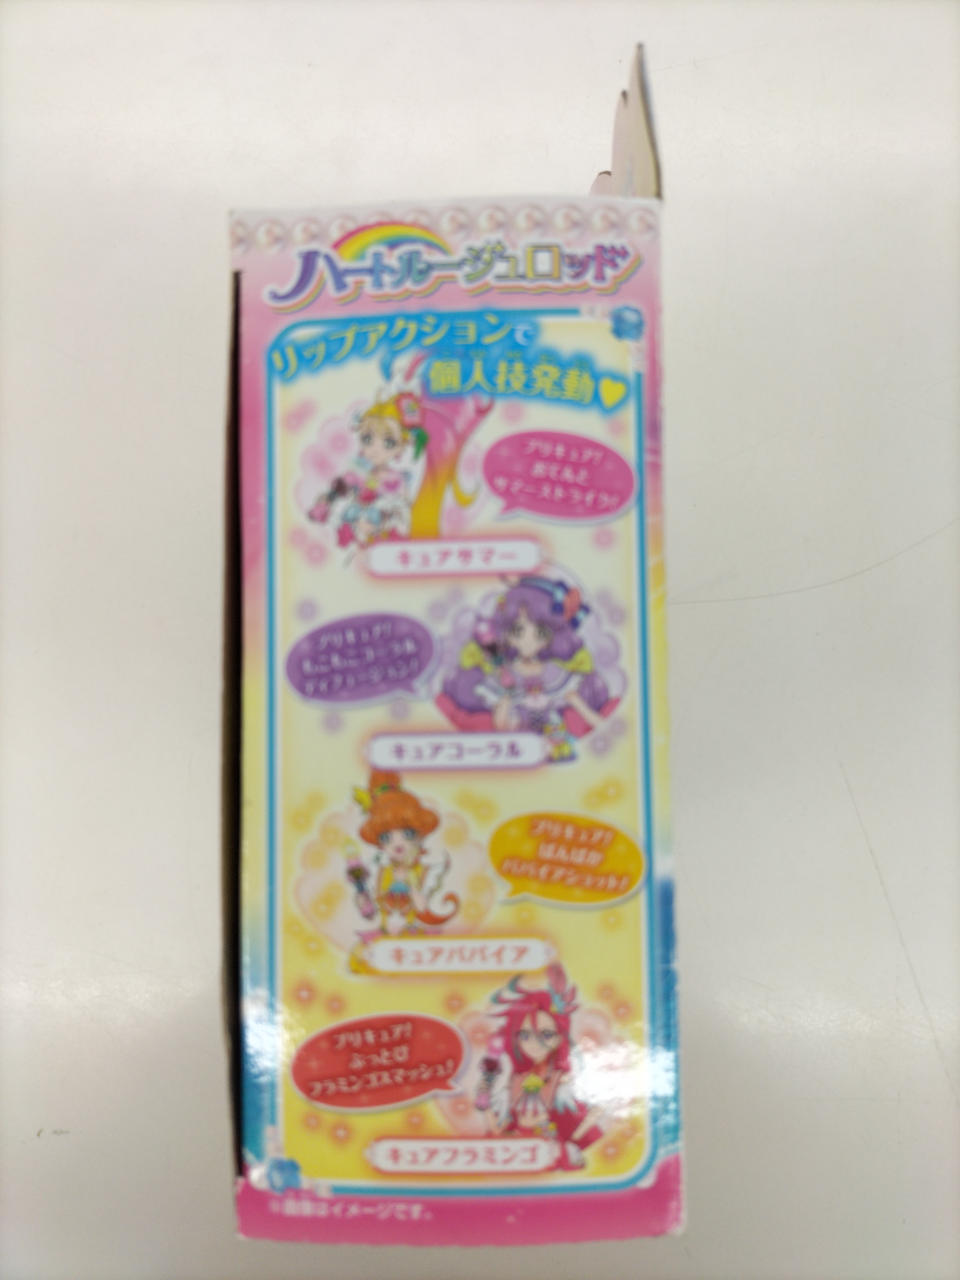 ハートルージュロッド
リップアクションで
個人技発動♥
プリキュア!
おてんと
サマーストライク!
キュアサマー
プリキュア!
もこもこコーラル
ディフュージョン!
キュアコーラル
プリキュア!
ぱんぱか
パパイアショット!
キュアパパイア
プリキュア!
ぶっとび
フラミンゴスマッシュ!
キュアフラミンゴ
※画像はイメージです。